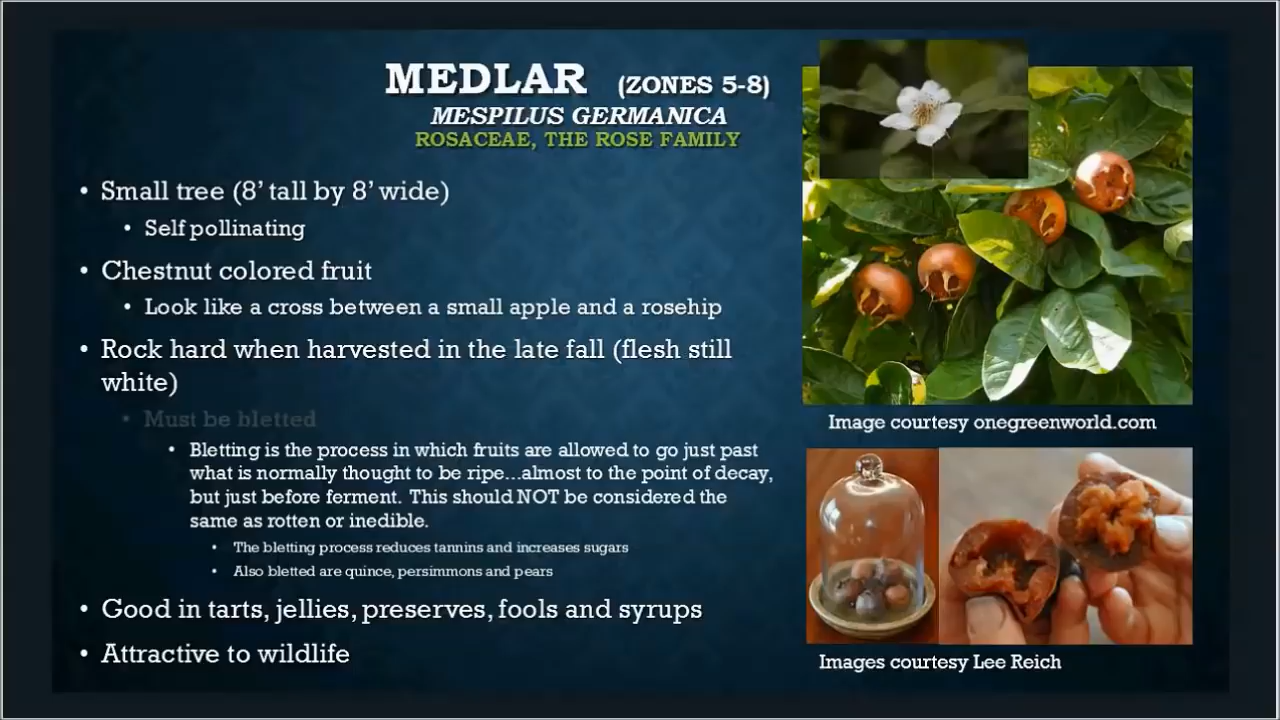 MEDLAR (ZONES 5-8)
MESPILUS GERMANICA
ROSACEAE, THE ROSE FAMILY
• Small tree (8' tall by 8' wide)
• Self pollinating
• Chestnut colored fruit
• Look like a cross between a small apple and a rosehip
• Rock hard when harvested in the late fall (flesh still
white)
• Must be bletted
• Bletting is the process in which fruits are allowed to go just past
what is normally thought to be ripe...almost to the point of decay,
but just before ferment. This should NOT be considered the
same as rotten or inedible.
• The bletting process reduces tannins and increases sugars
• Also bletted are quince, persimmons and pears
• Good in tarts, jellies, preserves, fools and syrups
• Attractive to wildlife
Image courtesy onegreenworld.com
Images courtesy Lee Reich